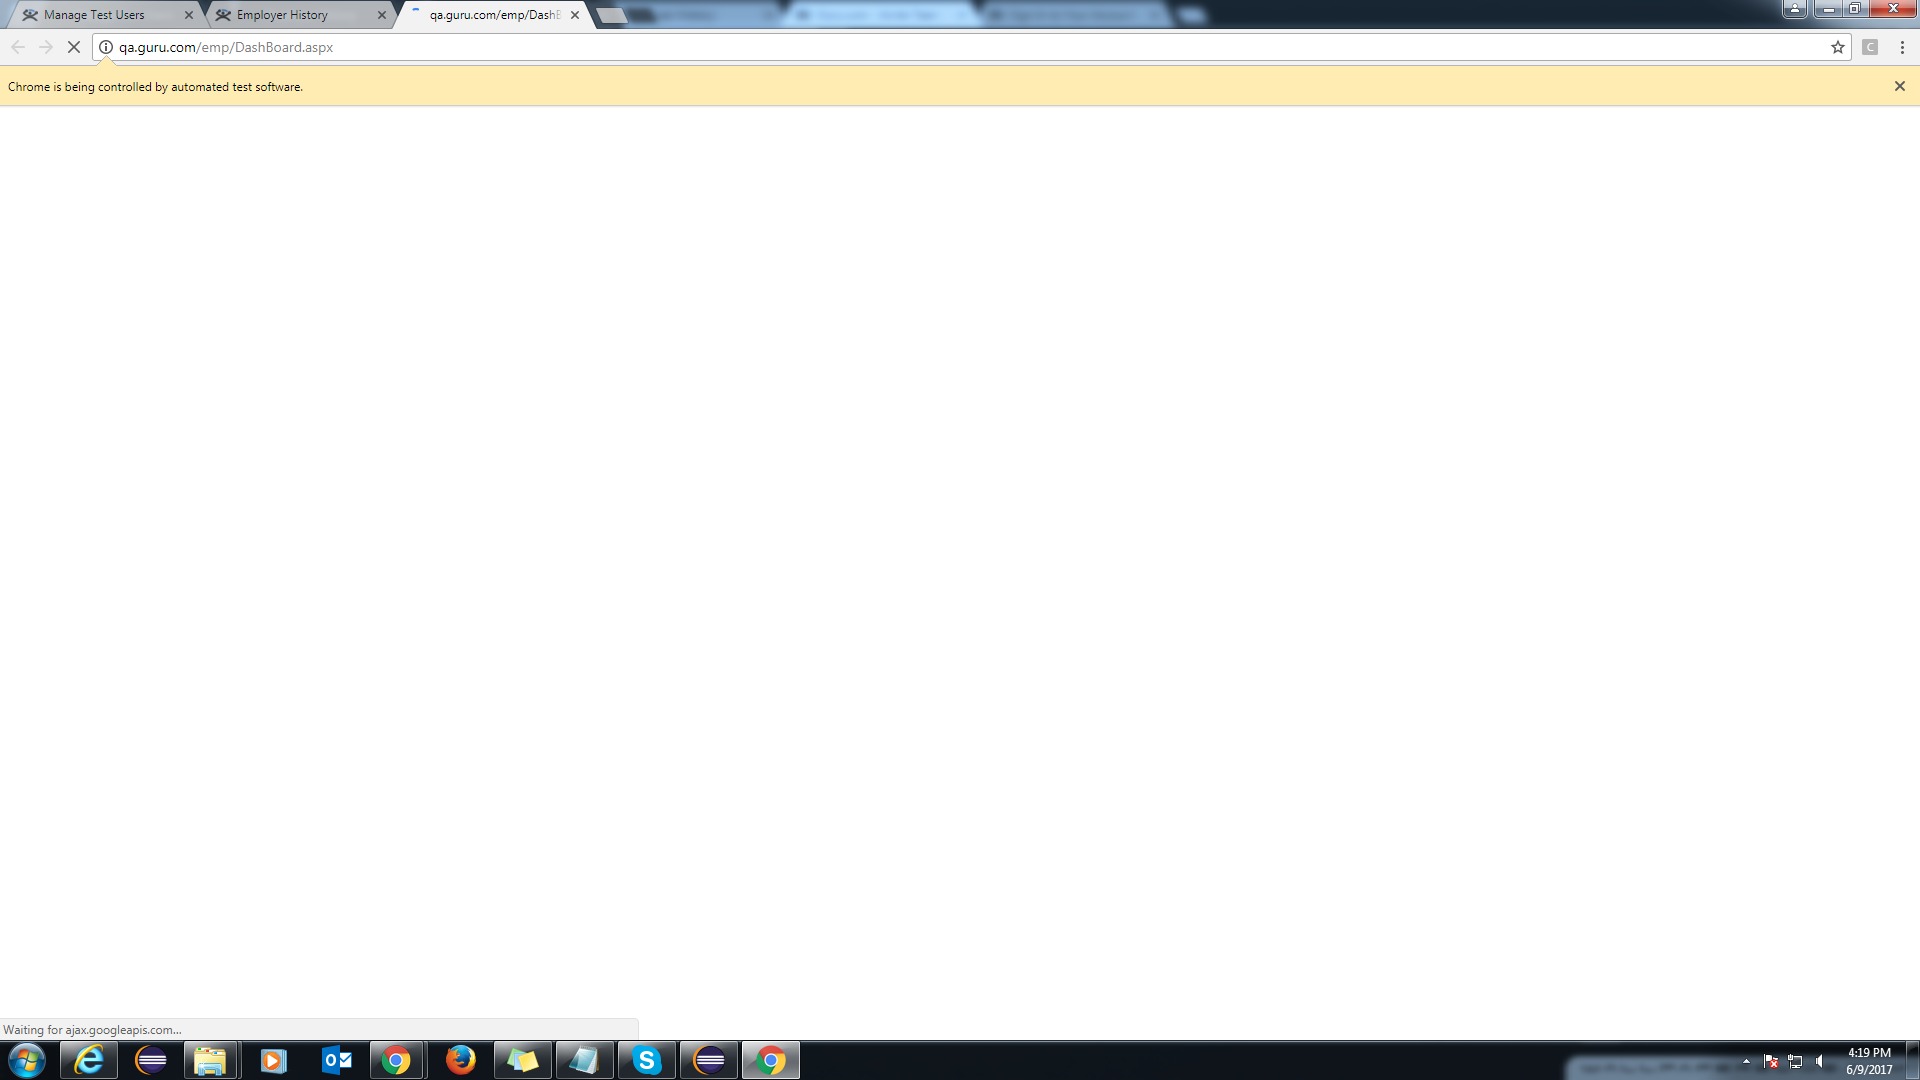 Manage Test Users
Employer History
qa.guru.com/emp/DashB
qa.guru.com/emp/DashBoard.aspx
C
Chrome is being controlled by automated test software.
Waiting for ajax.googleapis.com...
4:19 PM
6/9/2017